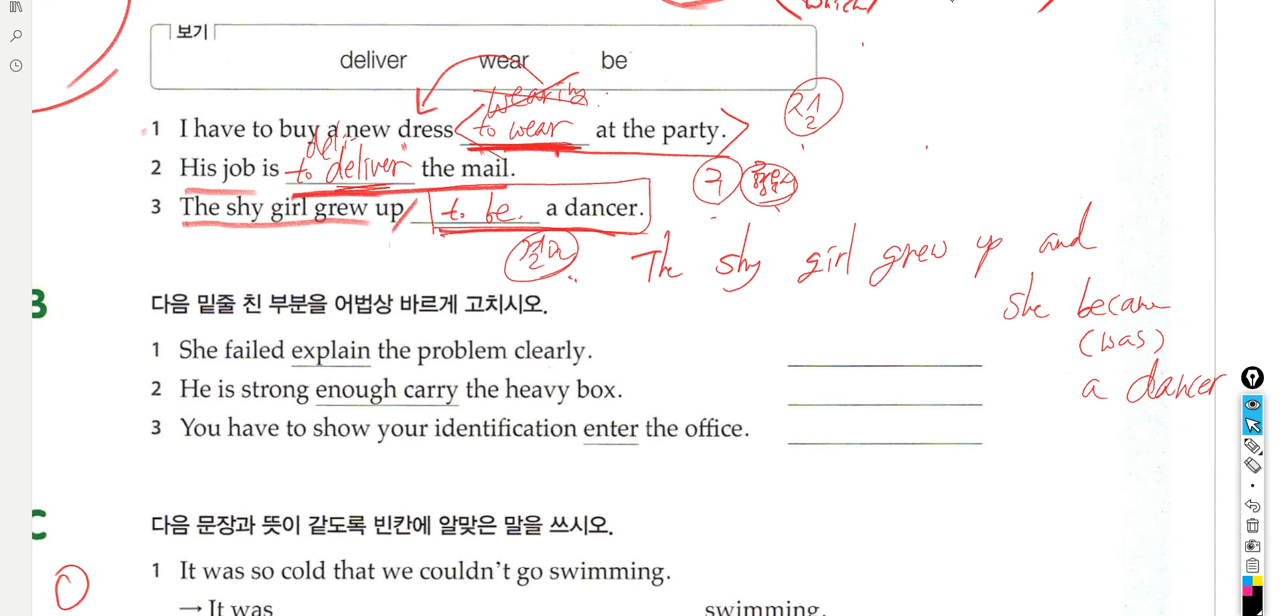 which
보기
deliver wear be
wearing
1 I have to buy a new dress to wear at the party.
deli
2 His job is to deliver the mail.
3 The shy girl grew up to be a dancer.
결과
The shy girl grew up and
she became
(was)
a dancer
B 다음 밑줄 친 부분을 어법상 바르게 고치시오.
1 She failed explain the problem clearly.
2 He is strong enough carry the heavy box.
3 You have to show your identification enter the office.
C 다음 문장과 뜻이 같도록 빈칸에 알맞은 말을 쓰시오.
1 It was so cold that we couldn't go swimming.
→ It was swimming.